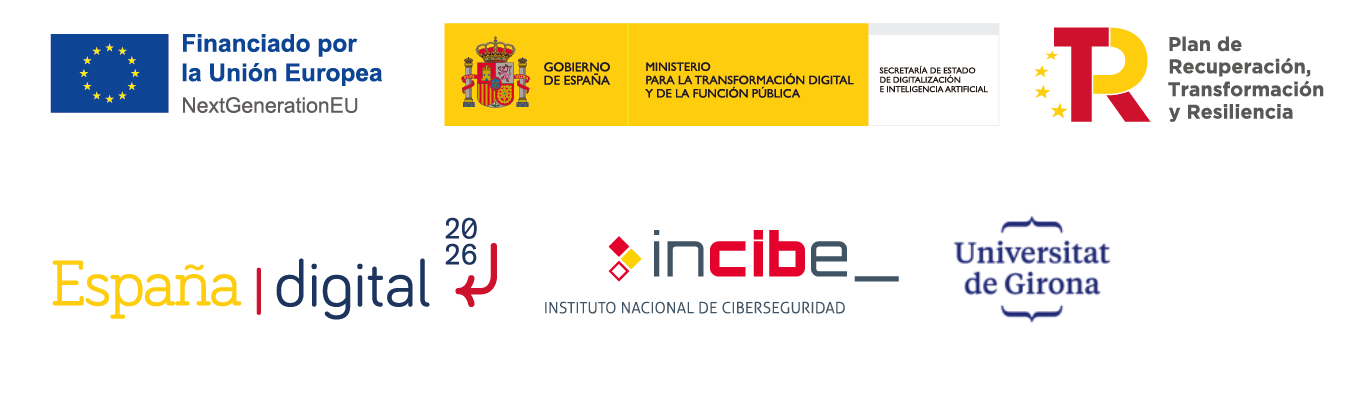 Financiado por
la Unión Europea
NextGenerationEU
GOBIERNO
DE ESPAÑA
MINISTERIO
PARA LA TRANSFORMACIÓN DIGITAL
Y DE LA FUNCIÓN PÚBLICA
SECRETARÍA DE ESTADO
DE DIGITALIZACIÓN
E INTELIGENCIA ARTIFICIAL
TR
Plan de
Recuperación,
Transformación
y Resiliencia
España | digital
20
26
incibe_
INSTITUTO NACIONAL DE CIBERSEGURIDAD
Universitat
de Girona